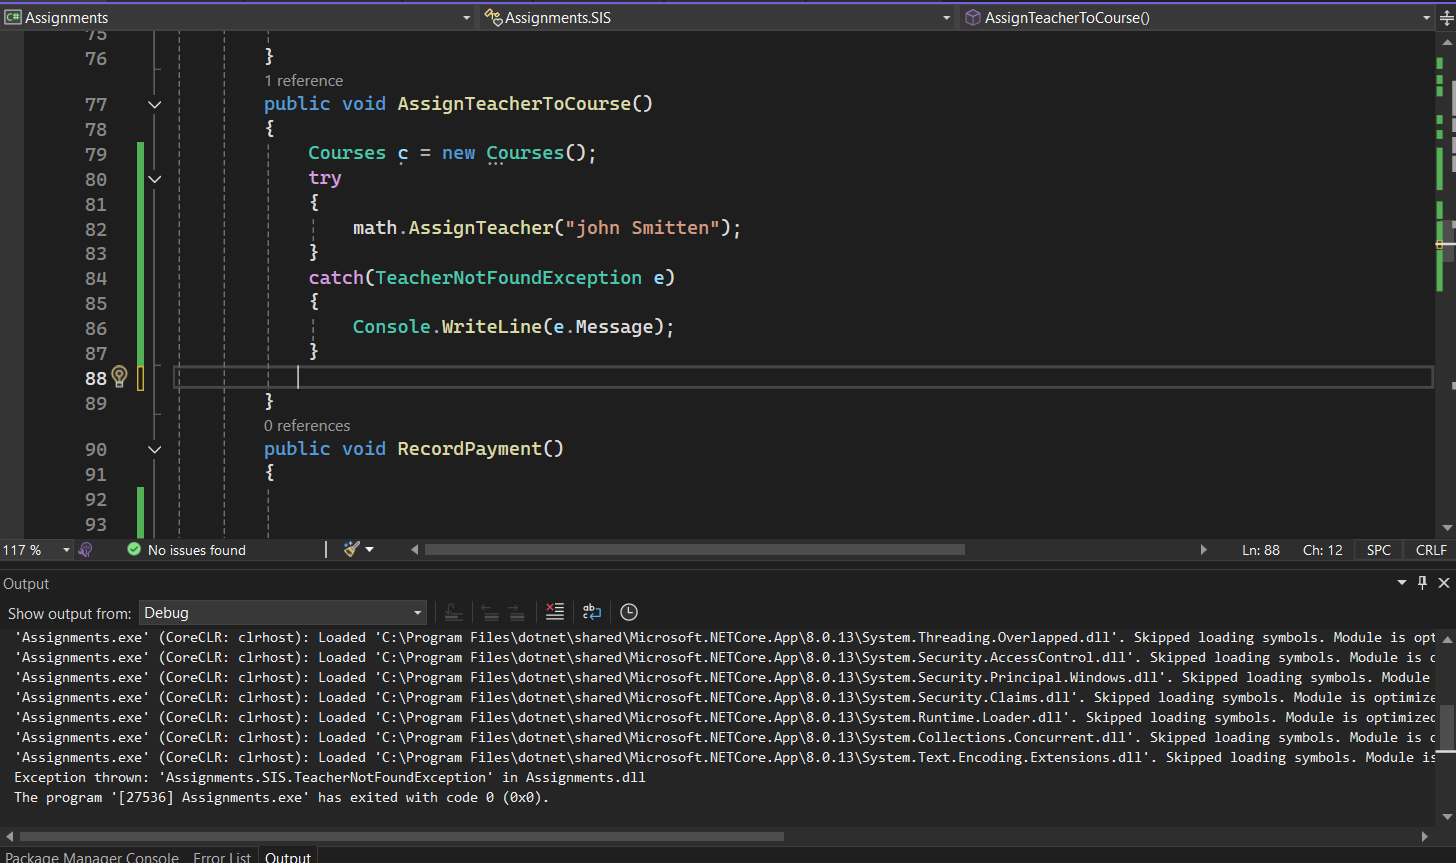 Assignments Assignments.SIS AssignTeacherToCourse()
75
76 }
1 reference
77 public void AssignTeacherToCourse()
78 {
79 Courses c = new Courses();
80 try
81 {
82 math.AssignTeacher("john Smitten");
83 }
84 catch(TeacherNotFoundException e)
85 {
86 Console.WriteLine(e.Message);
87 }
88
89 }
0 references
90 public void RecordPayment()
91 {
92
93
117 % No issues found Ln: 88 Ch: 12 SPC CRLF
Output
Show output from: Debug
'Assignments.exe' (CoreCLR: clrhost): Loaded 'C:\Program Files\dotnet\shared\Microsoft.NETCore.App\8.0.13\System.Threading.Overlapped.dll'. Skipped loading symbols. Module is opt
'Assignments.exe' (CoreCLR: clrhost): Loaded 'C:\Program Files\dotnet\shared\Microsoft.NETCore.App\8.0.13\System.Security.AccessControl.dll'. Skipped loading symbols. Module is o
'Assignments.exe' (CoreCLR: clrhost): Loaded 'C:\Program Files\dotnet\shared\Microsoft.NETCore.App\8.0.13\System.Security.Principal.Windows.dll'. Skipped loading symbols. Module
'Assignments.exe' (CoreCLR: clrhost): Loaded 'C:\Program Files\dotnet\shared\Microsoft.NETCore.App\8.0.13\System.Security.Claims.dll'. Skipped loading symbols. Module is optimize
'Assignments.exe' (CoreCLR: clrhost): Loaded 'C:\Program Files\dotnet\shared\Microsoft.NETCore.App\8.0.13\System.Runtime.Loader.dll'. Skipped loading symbols. Module is optimized
'Assignments.exe' (CoreCLR: clrhost): Loaded 'C:\Program Files\dotnet\shared\Microsoft.NETCore.App\8.0.13\System.Collections.Concurrent.dll'. Skipped loading symbols. Module is o
'Assignments.exe' (CoreCLR: clrhost): Loaded 'C:\Program Files\dotnet\shared\Microsoft.NETCore.App\8.0.13\System.Text.Encoding.Extensions.dll'. Skipped loading symbols. Module is
Exception thrown: 'Assignments.SIS.TeacherNotFoundException' in Assignments.dll
The program '[27536] Assignments.exe' has exited with code 0 (0x0).
Package Manager Console Error List Output